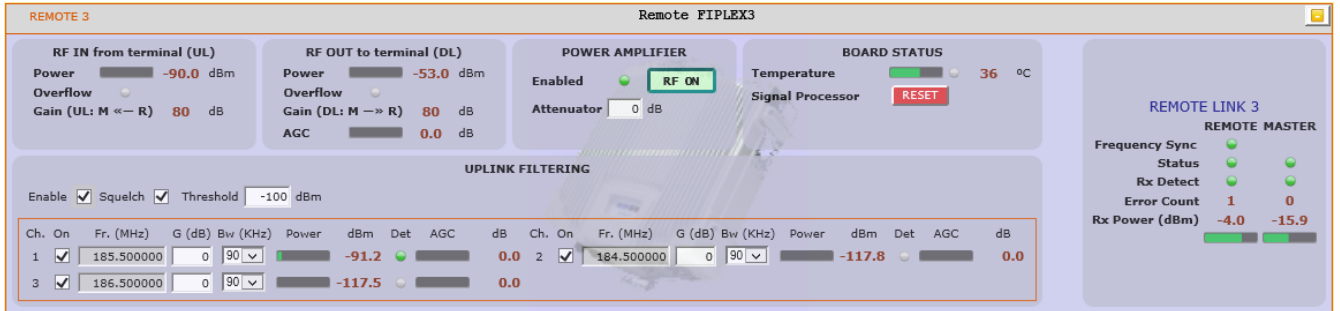 REMOTE 3 Remote FIPLEX3
RF IN from terminal (UL)
Power -90.0 dBm
Overflow
Gain (UL: M «— R) 80 dB
RF OUT to terminal (DL)
Power -53.0 dBm
Overflow
Gain (DL: M —» R) 80 dB
AGC 0.0 dB
POWER AMPLIFIER
Enabled RF ON
Attenuator 0 dB
BOARD STATUS
Temperature 36 ºC
Signal Processor RESET
UPLINK FILTERING
Enable Squelch Threshold -100 dBm
Ch. On Fr. (MHz) G (dB) Bw (KHz) Power dBm Det AGC dB Ch. On Fr. (MHz) G (dB) Bw (KHz) Power dBm Det AGC dB
1 185.500000 0 90 -91.2 0.0 2 184.500000 0 90 -117.8 0.0
3 186.500000 0 90 -117.5 0.0
REMOTE LINK 3
REMOTE MASTER
Frequency Sync
Status
Rx Detect
Error Count 1 0
Rx Power (dBm) -4.0 -15.9